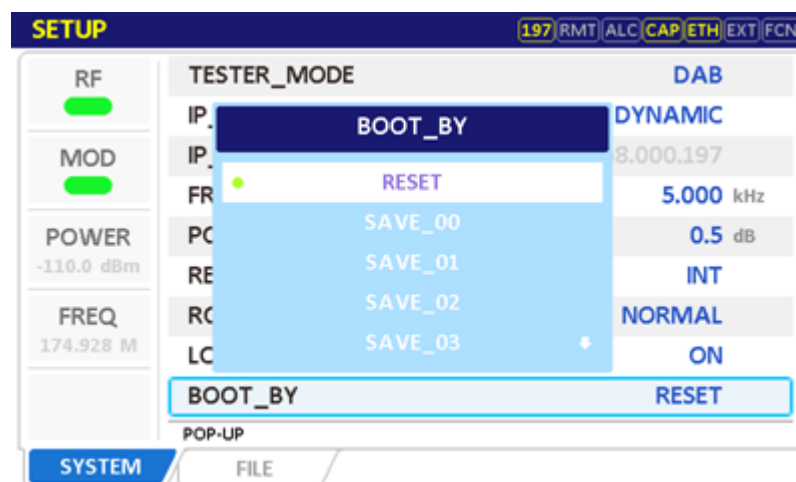 SETUP 197 RMT ALC CAP ETH EXT FCN
RF
MOD
POWER
-110.0 dBm
FREQ
174.928 M
TESTER_MODE DAB
IP_ DYNAMIC
IP_ 8.000.197
FR 5.000 kHz
PO 0.5 dB
RE INT
RO NORMAL
LO ON
BOOT_BY RESET
BOOT_BY
RESET
SAVE_00
SAVE_01
SAVE_02
SAVE_03
POP-UP
SYSTEM FILE